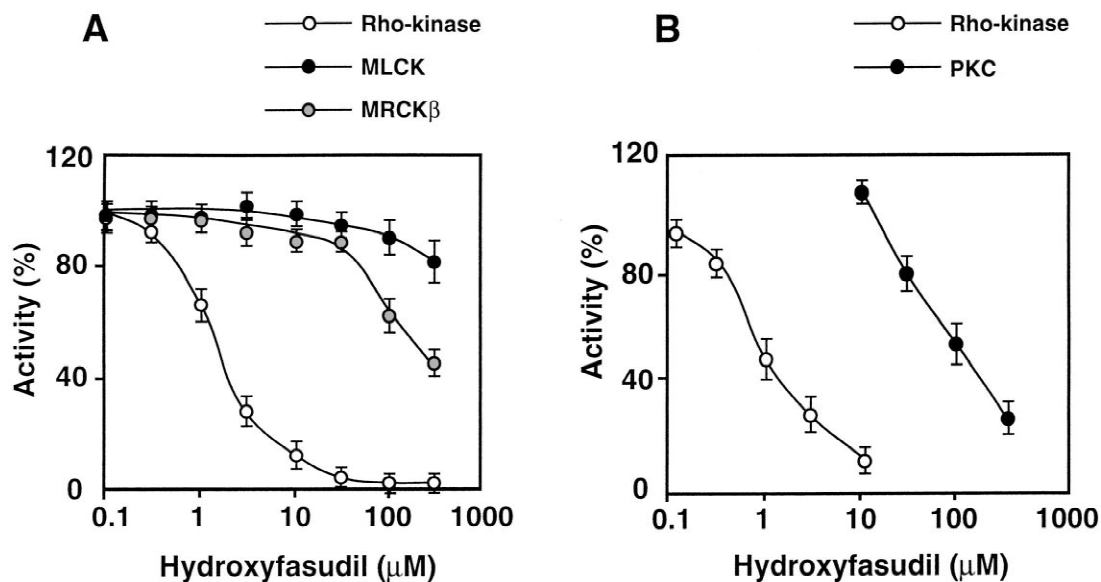 A
Rho-kinase
MLCK
MRCKβ
120
80
40
0
Activity (%)
0.1 1 10 100 1000
Hydroxyfasudil (μM)
B
Rho-kinase
PKC
120
80
40
0
Activity (%)
0.1 1 10 100 1000
Hydroxyfasudil (μM)